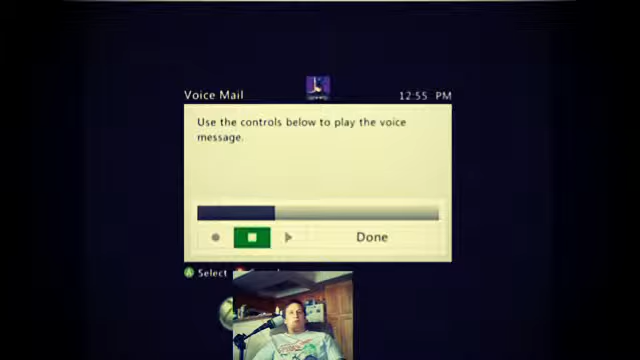 Voice Mail
12:55 PM
Use the controls below to play the voice
message.
Done
Select